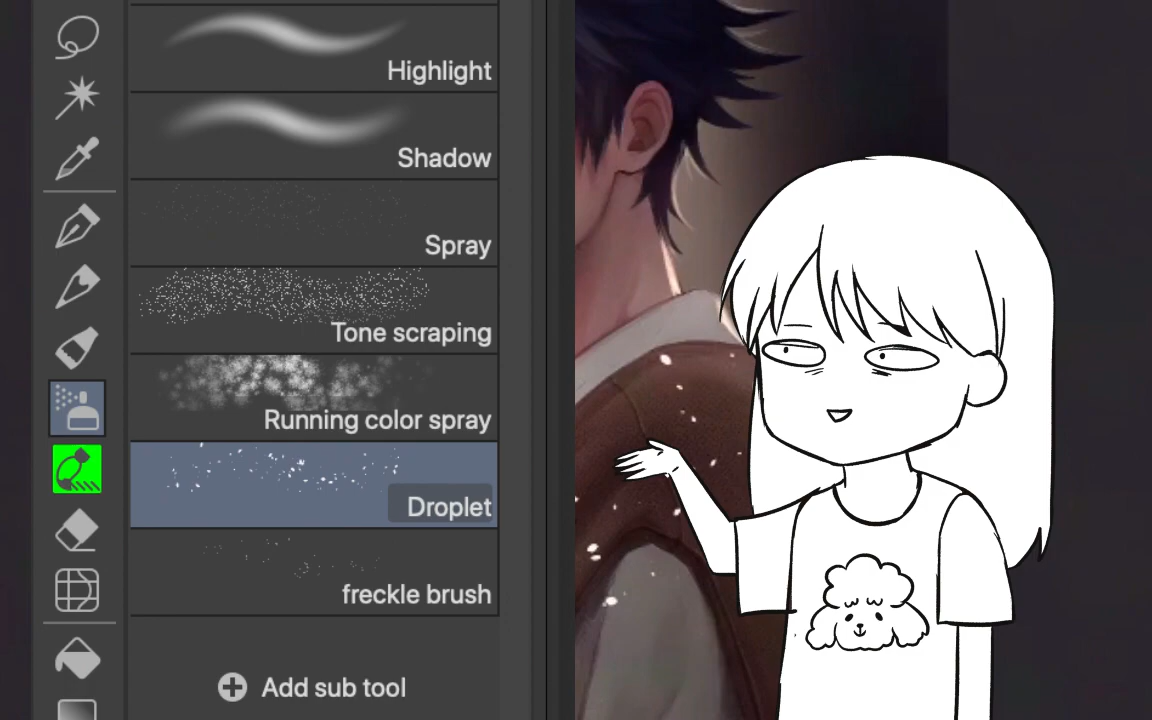 Highlight
Shadow
Spray
Tone scraping
Running color spray
Droplet
freckle brush
Add sub tool